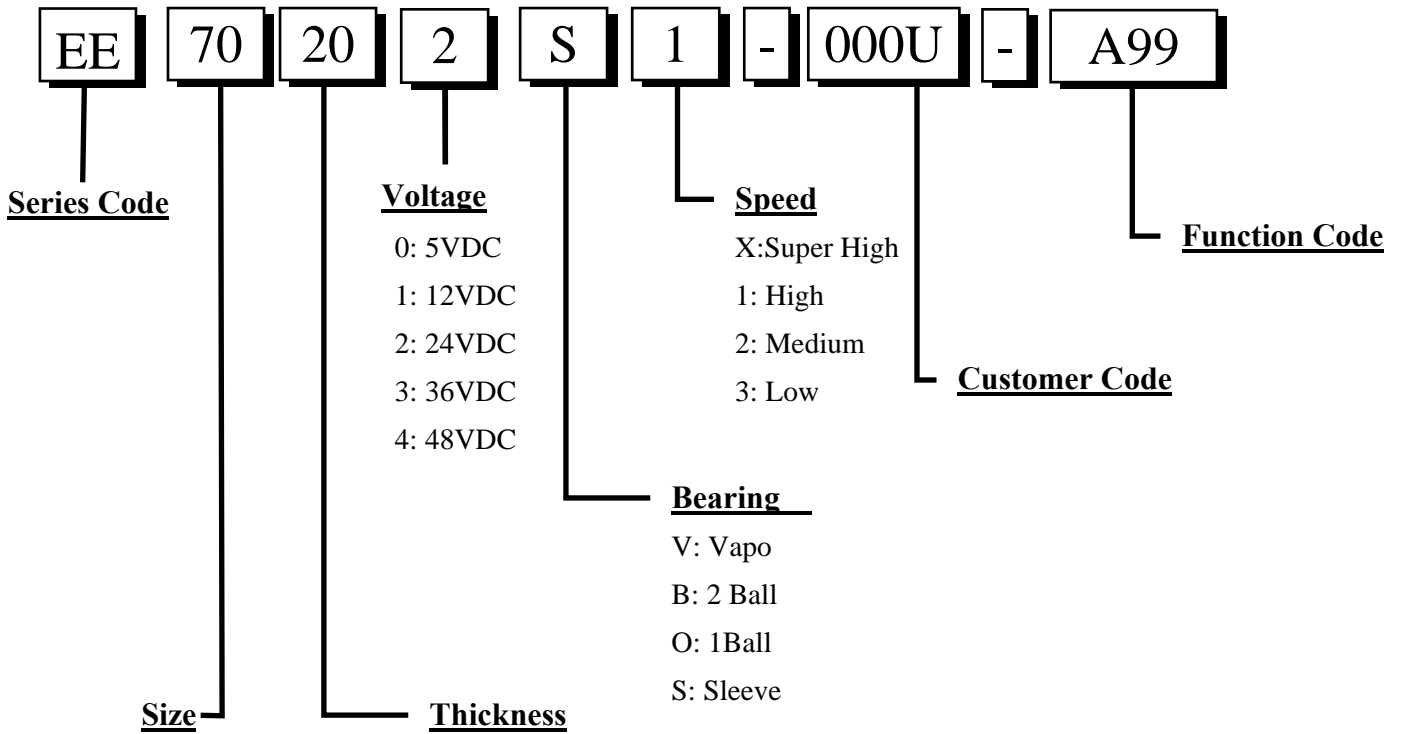 EE 70 20 2 S 1 - 000U - A99
Series Code
Voltage
0: 5VDC
1: 12VDC
2: 24VDC
3: 36VDC
4: 48VDC
Speed
X:Super High
1: High
2: Medium
3: Low
Function Code
Customer Code
Bearing
V: Vapo
B: 2 Ball
O: 1Ball
S: Sleeve
Size
Thickness